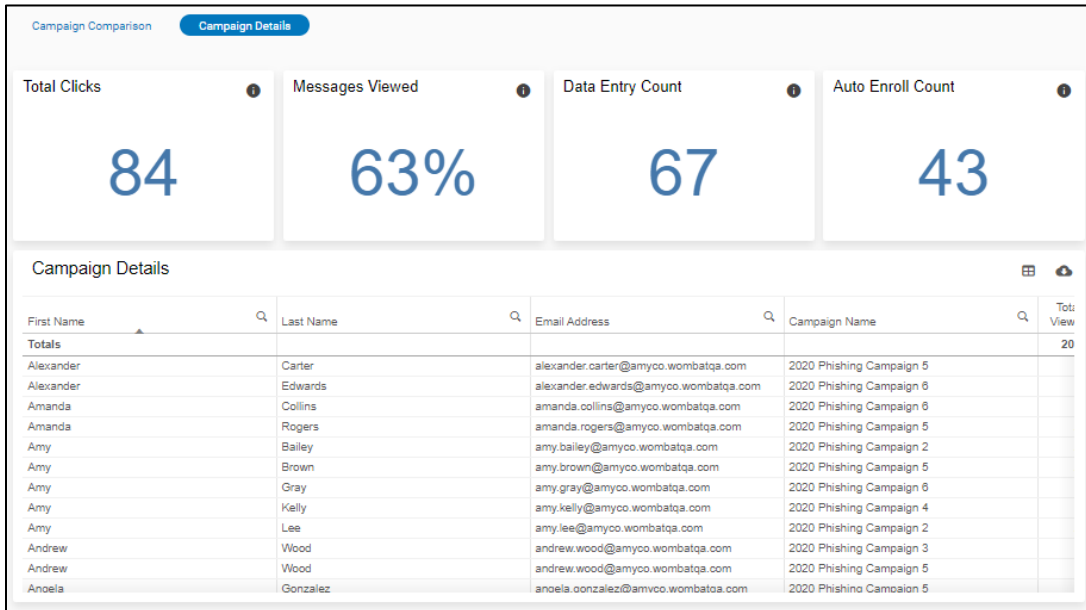 Campaign Comparison Campaign Details
Total Clicks Messages Viewed Data Entry Count Auto Enroll Count
84 63% 67 43
Campaign Details
First Name Last Name Email Address Campaign Name Tota
View
Totals 20
Alexander Carter alexander.carter@amyco.wombatqa.com 2020 Phishing Campaign 5
Alexander Edwards alexander.edwards@amyco.wombatqa.com 2020 Phishing Campaign 6
Amanda Collins amanda.collins@amyco.wombatqa.com 2020 Phishing Campaign 6
Amanda Rogers amanda.rogers@amyco.wombatqa.com 2020 Phishing Campaign 5
Amy Bailey amy.bailey@amyco.wombatqa.com 2020 Phishing Campaign 2
Amy Brown amy.brown@amyco.wombatqa.com 2020 Phishing Campaign 5
Amy Gray amy.gray@amyco.wombatqa.com 2020 Phishing Campaign 6
Amy Kelly amy.kelly@amyco.wombatqa.com 2020 Phishing Campaign 4
Amy Lee amy.lee@amyco.wombatqa.com 2020 Phishing Campaign 2
Andrew Wood andrew.wood@amyco.wombatqa.com 2020 Phishing Campaign 3
Andrew Wood andrew.wood@amyco.wombatqa.com 2020 Phishing Campaign 5
Angela Gonzalez angela.gonzalez@amyco.wombatqa.com 2020 Phishing Campaign 5